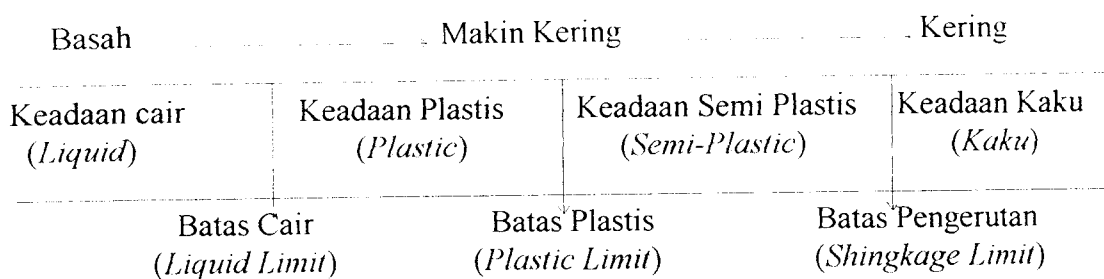 Basah Makin Kering Kering
Keadaan cair Keadaan Plastis Keadaan Semi Plastis Keadaan Kaku
(Liquid) (Plastic) (Semi-Plastic) (Kaku)
Batas Cair Batas Plastis Batas Pengerutan
(Liquid Limit) (Plastic Limit) (Shingkage Limit)